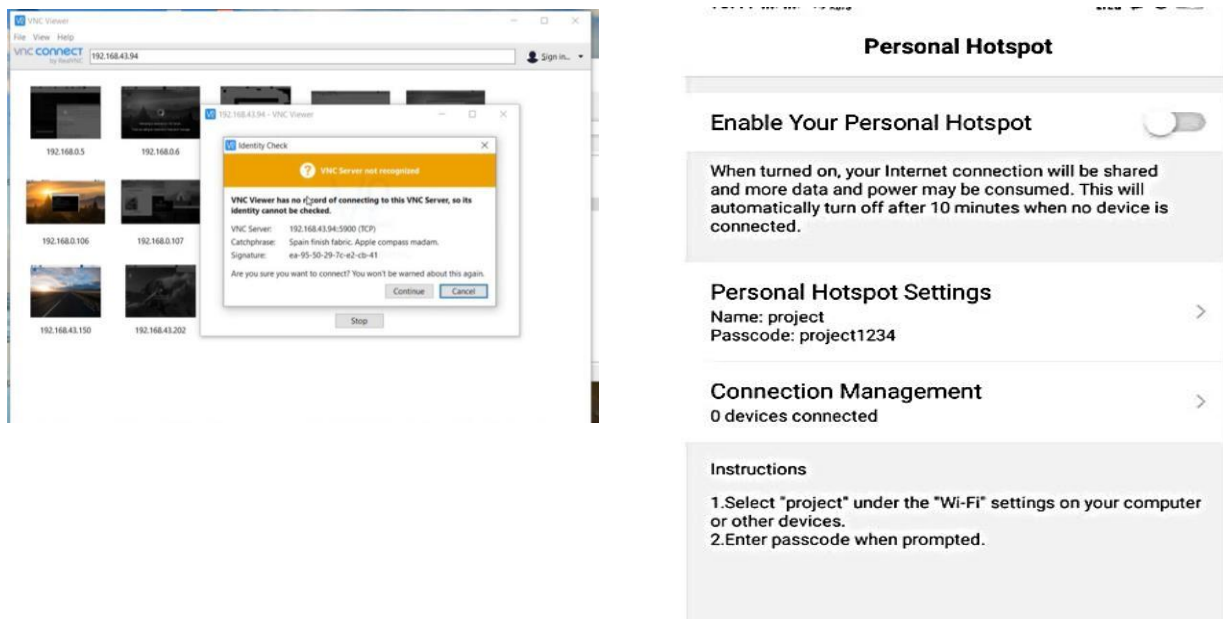 VNC Viewer
File View Help
VNC CONNECT
by RealVNC
192.168.43.94
Sign in...
192.168.0.5
192.168.0.6
192.168.0.106
192.168.0.107
192.168.43.150
192.168.43.202
192.168.43.94 - VNC Viewer
Identity Check
VNC Server not recognized
VNC Viewer has no record of connecting to this VNC Server, so its
identity cannot be checked.
VNC Server: 192.168.43.94::5900 (TCP)
Catchphrase: Spain finish fabric. Apple compass madam.
Signature: ea-95-50-29-7c-e2-cb-41
Are you sure you want to connect? You won't be warned about this again.
Continue Cancel
Stop
Personal Hotspot
Enable Your Personal Hotspot
When turned on, your Internet connection will be shared
and more data and power may be consumed. This will
automatically turn off after 10 minutes when no device is
connected.
Personal Hotspot Settings
Name: project
Passcode: project1234
Connection Management
0 devices connected
Instructions
1.Select "project" under the "Wi-Fi" settings on your computer
or other devices.
2.Enter passcode when prompted.